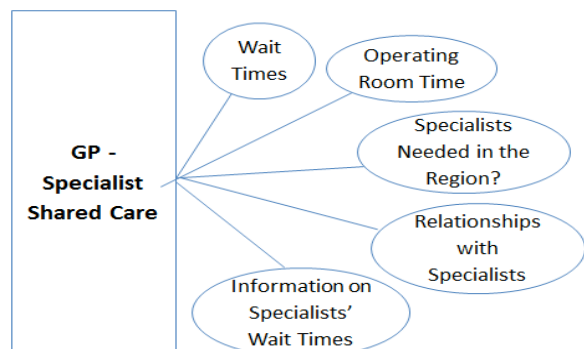 GP -
Specialist
Shared Care
Wait
Times
Operating
Room Time
Specialists
Needed in the
Region?
Relationships
with
Specialists
Information on
Specialists'
Wait Times